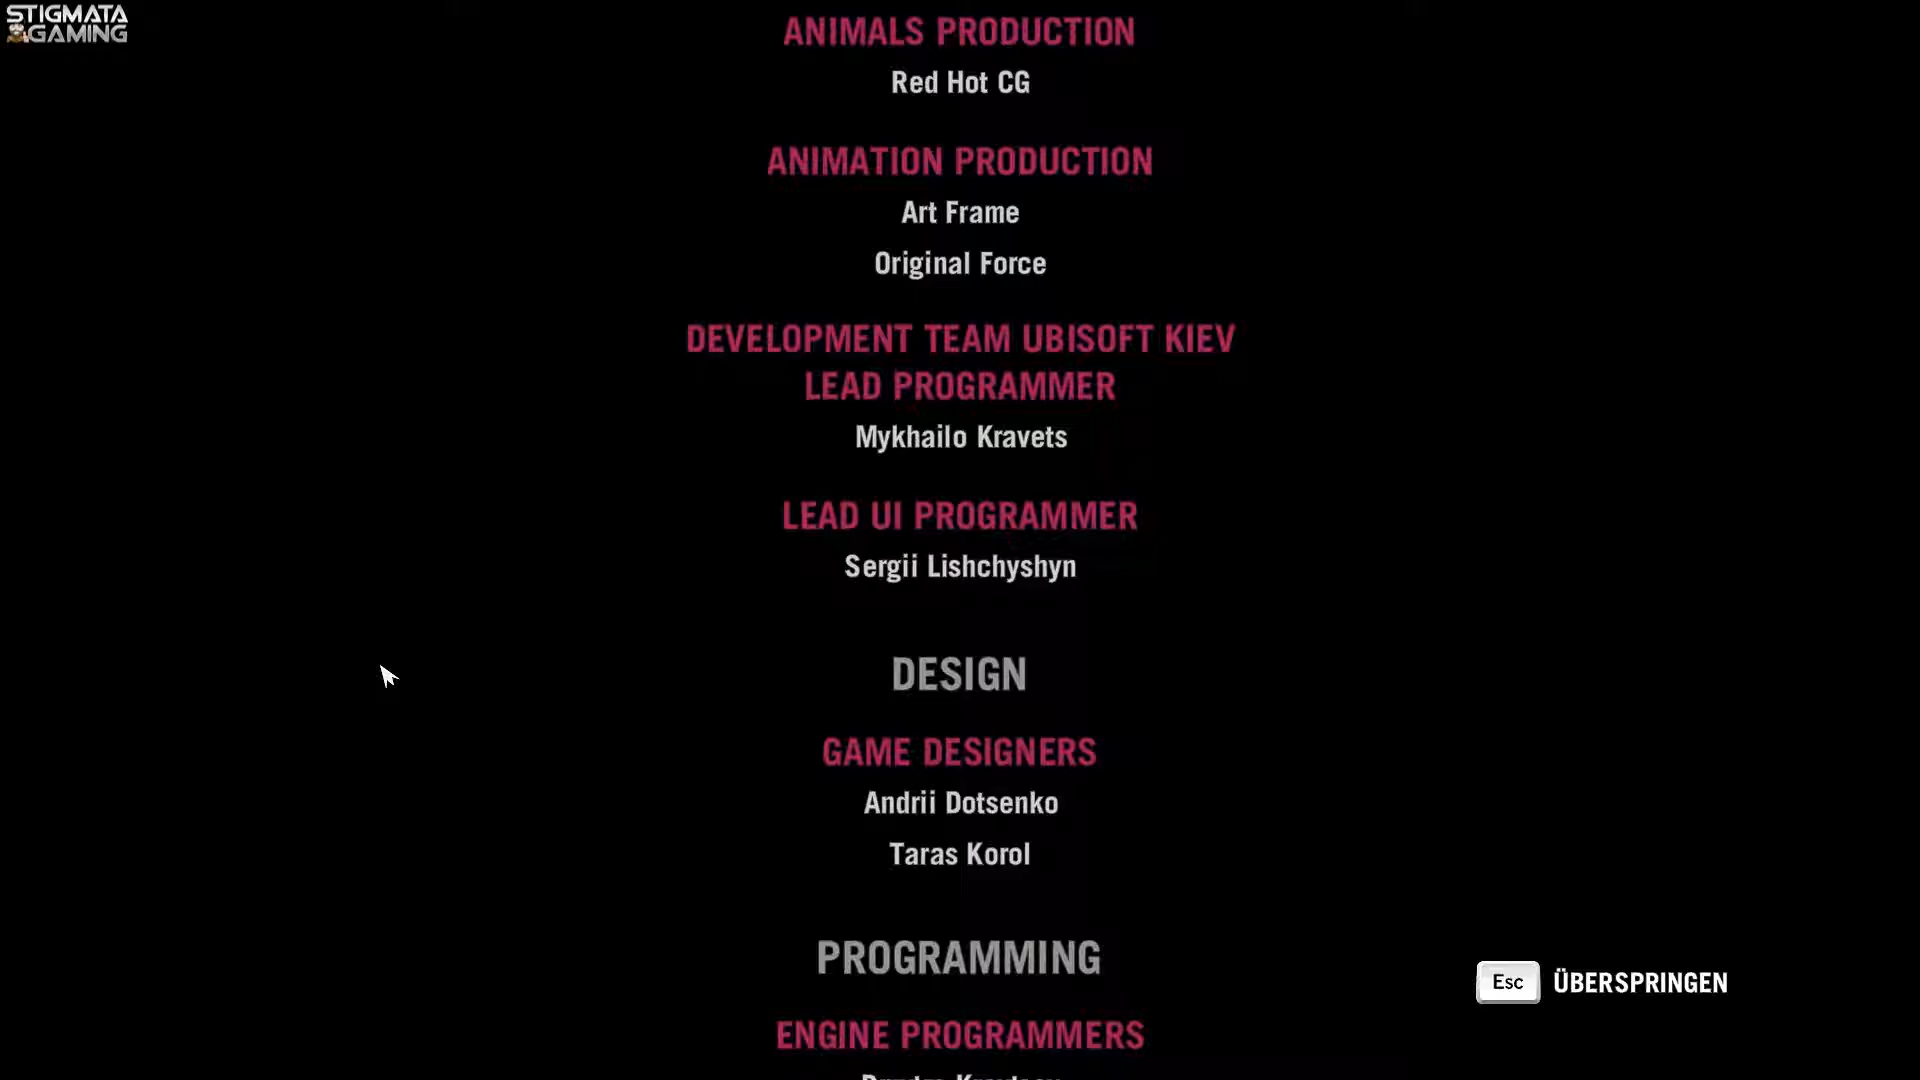 STIGMATA
GAMING
ANIMALS PRODUCTION
Red Hot CG
ANIMATION PRODUCTION
Art Frame
Original Force
DEVELOPMENT TEAM UBISOFT KIEV
LEAD PROGRAMMER
Mykhailo Kravets
LEAD UI PROGRAMMER
Sergii Lishchyshyn
DESIGN
GAME DESIGNERS
Andrii Dotsenko
Taras Korol
PROGRAMMING
Esc ÜBERSPRINGEN
ENGINE PROGRAMMERS